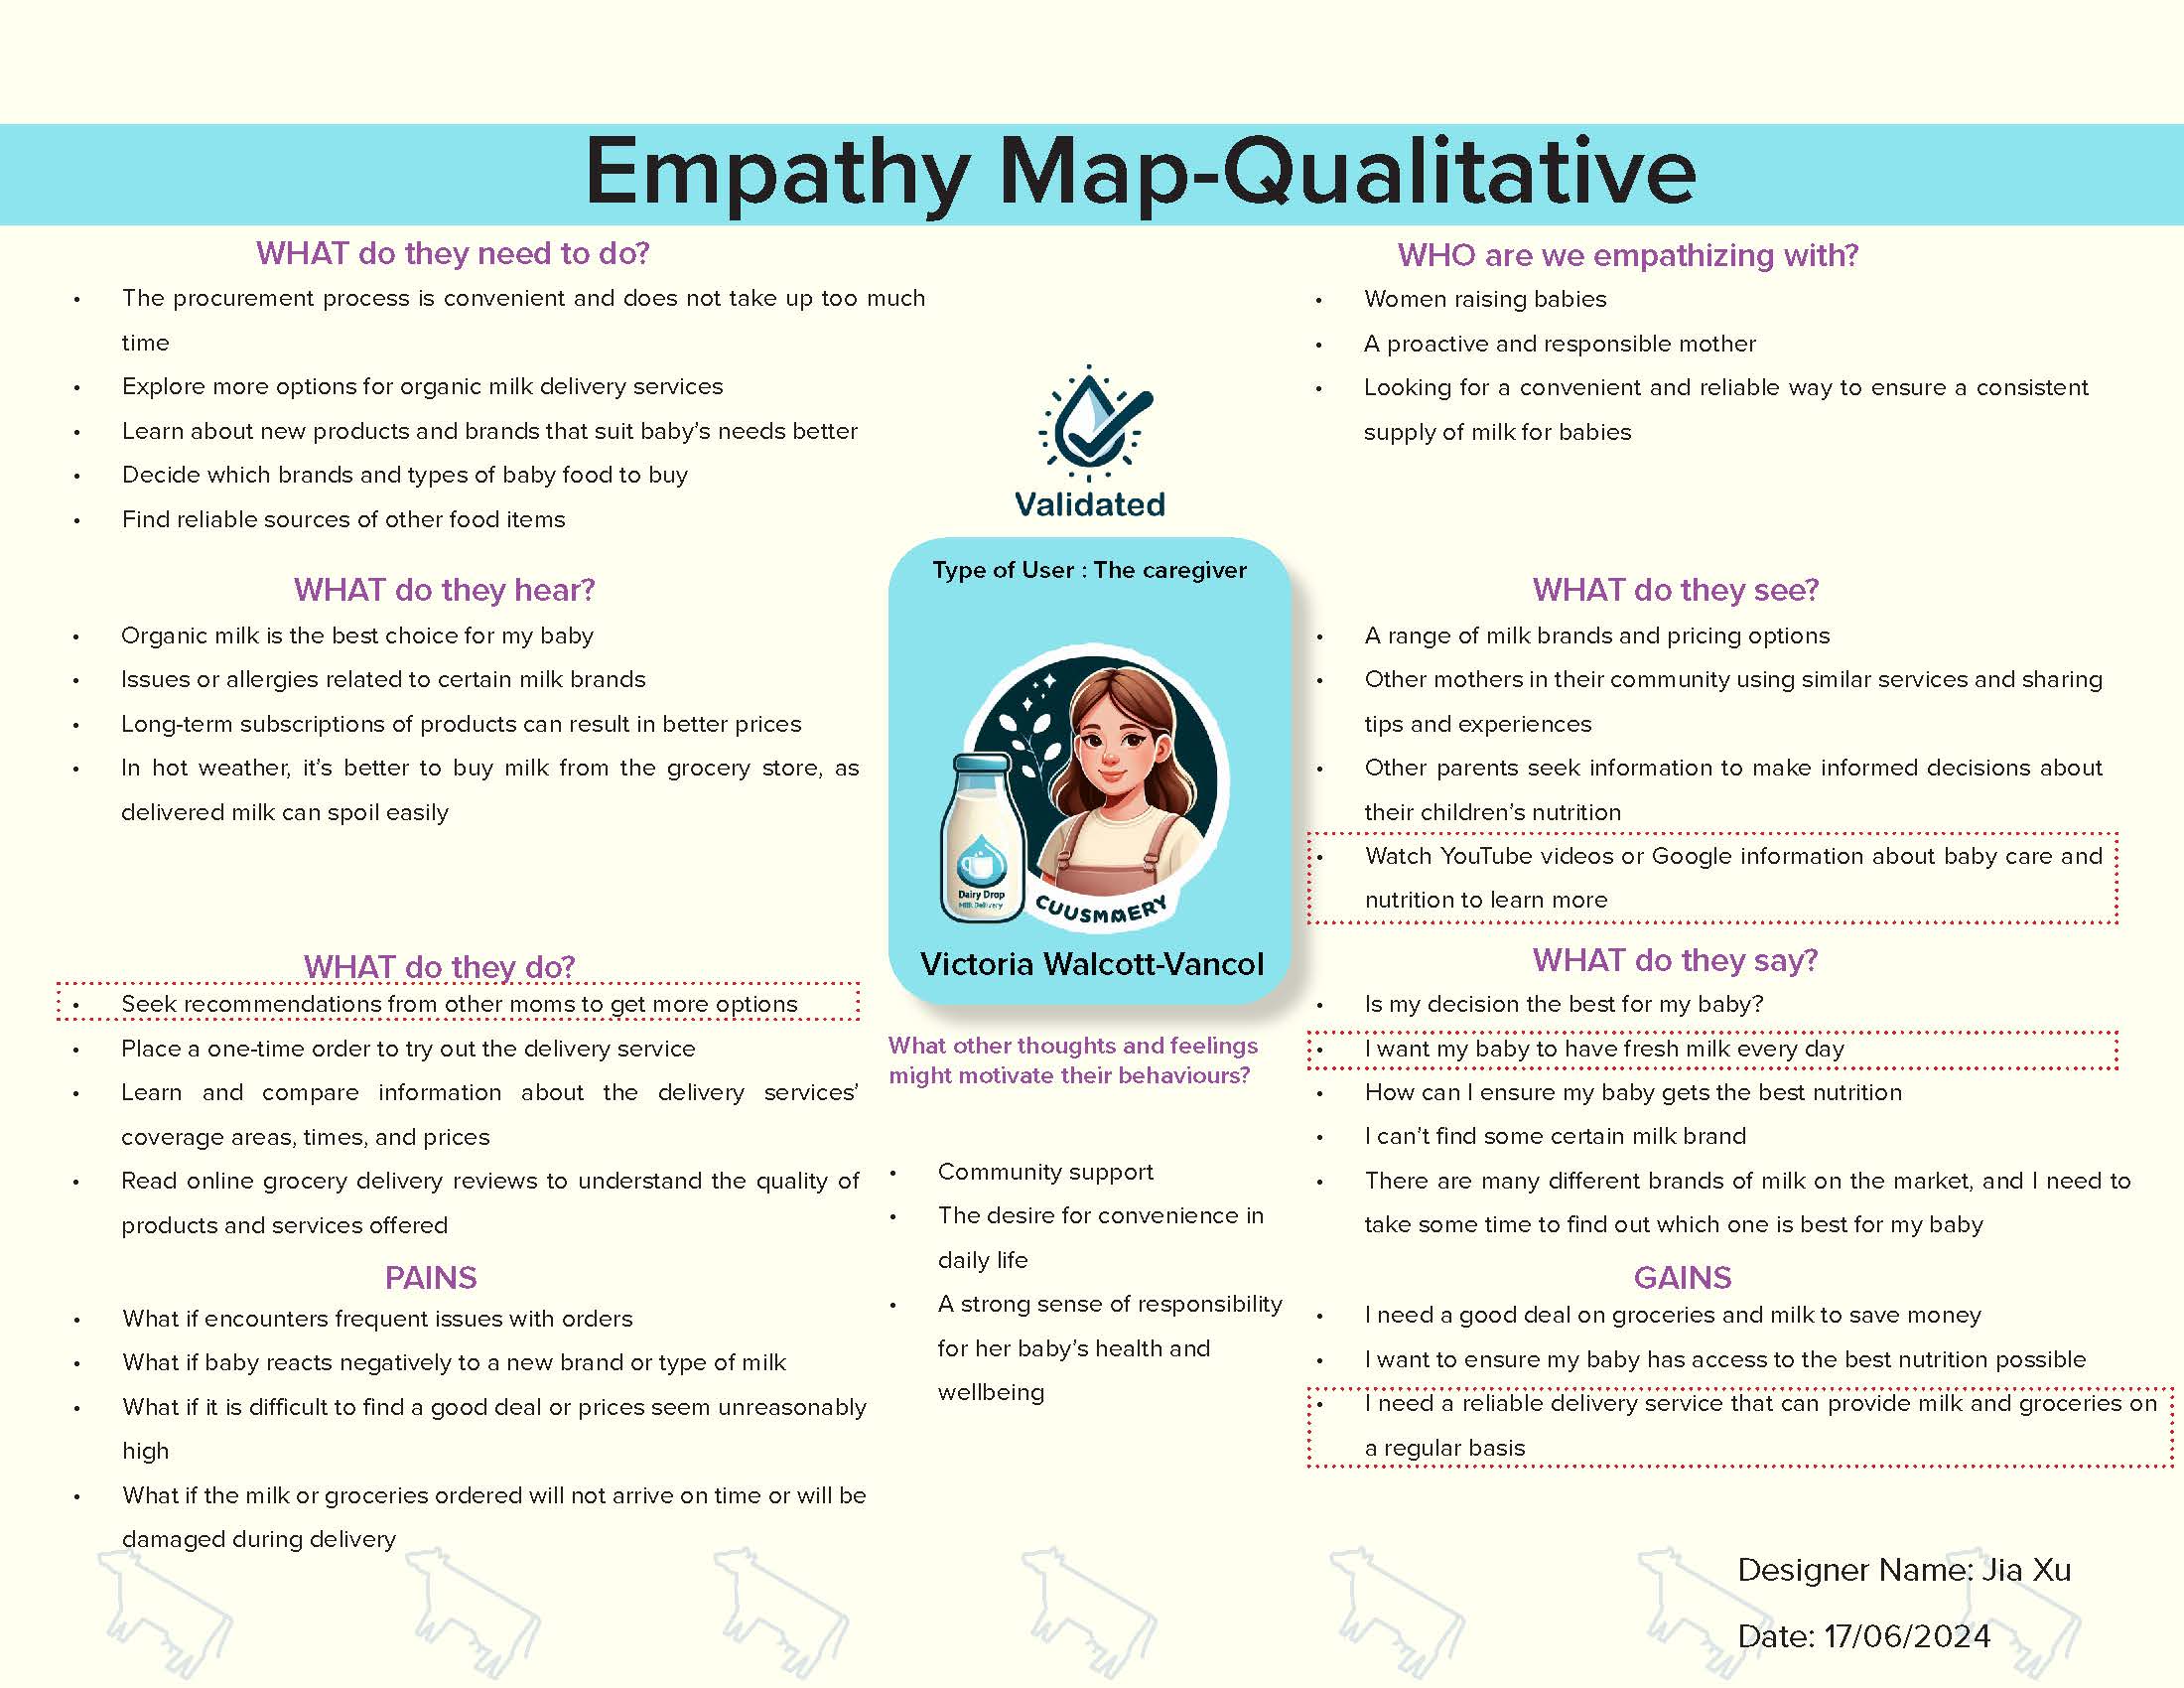 Empathy Map-Qualitative
WHAT do they need to do?
• The procurement process is convenient and does not take up too much
time
• Explore more options for organic milk delivery services
• Learn about new products and brands that suit baby's needs better
• Decide which brands and types of baby food to buy
• Find reliable sources of other food items
WHO are we empathizing with?
• Women raising babies
• A proactive and responsible mother
• Looking for a convenient and reliable way to ensure a consistent
supply of milk for babies
Validated
WHAT do they hear?
• Organic milk is the best choice for my baby
• Issues or allergies related to certain milk brands
• Long-term subscriptions of products can result in better prices
• In hot weather, it's better to buy milk from the grocery store, as
delivered milk can spoil easily
Type of User : The caregiver
Dairy Drop
Milk Delivery
CUUSMMERY
Victoria Walcott-Vancol
WHAT do they see?
• A range of milk brands and pricing options
• Other mothers in their community using similar services and sharing
tips and experiences
• Other parents seek information to make informed decisions about
their children's nutrition
• Watch YouTube videos or Google information about baby care and
nutrition to learn more
WHAT do they do?
• Seek recommendations from other moms to get more options
• Place a one-time order to try out the delivery service
• Learn and compare information about the delivery services'
coverage areas, times, and prices
• Read online grocery delivery reviews to understand the quality of
products and services offered
What other thoughts and feelings
might motivate their behaviours?
• Community support
• The desire for convenience in
daily life
• A strong sense of responsibility
for her baby's health and
wellbeing
WHAT do they say?
• Is my decision the best for my baby?
• I want my baby to have fresh milk every day
• How can I ensure my baby gets the best nutrition
• I can't find some certain milk brand
• There are many different brands of milk on the market, and I need to
take some time to find out which one is best for my baby
PAINS
• What if encounters frequent issues with orders
• What if baby reacts negatively to a new brand or type of milk
• What if it is difficult to find a good deal or prices seem unreasonably
high
• What if the milk or groceries ordered will not arrive on time or will be
damaged during delivery
GAINS
• I need a good deal on groceries and milk to save money
• I want to ensure my baby has access to the best nutrition possible
• I need a reliable delivery service that can provide milk and groceries on
a regular basis
Designer Name: Jia Xu
Date: 17/06/2024